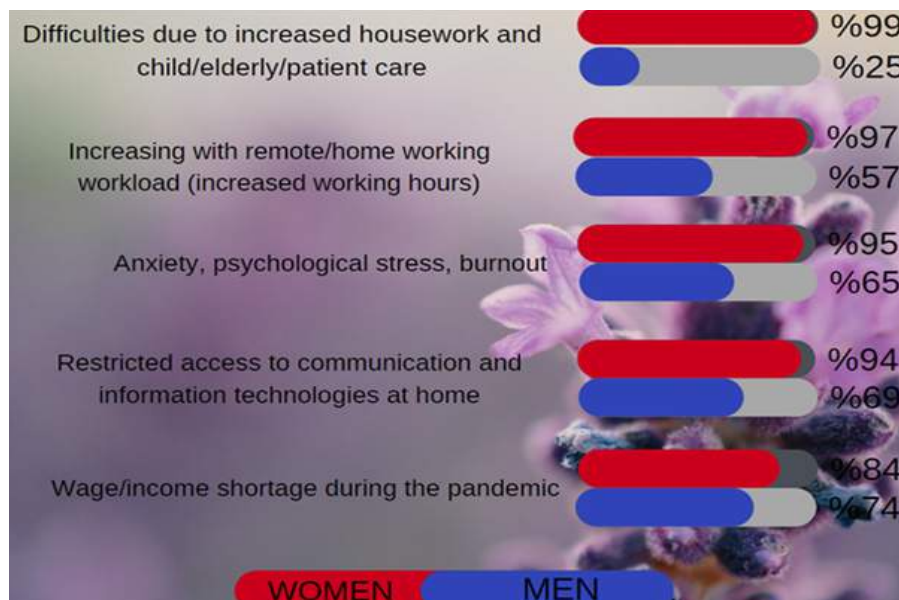 Difficulties due to increased housework and
child/elderly/patient care
%99
%25
Increasing with remote/home working
workload (increased working hours)
%97
%57
Anxiety, psychological stress, burnout
%95
%65
Restricted access to communication and
information technologies at home
%94
%69
Wage/income shortage during the pandemic
%84
%74
WOMEN MEN